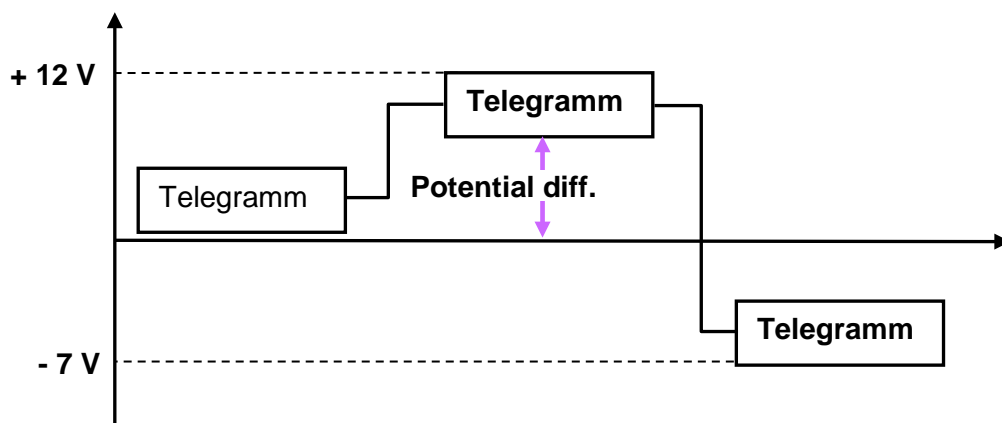 + 12 V
Telegramm
Telegramm
Potential diff.
Telegramm
- 7 V